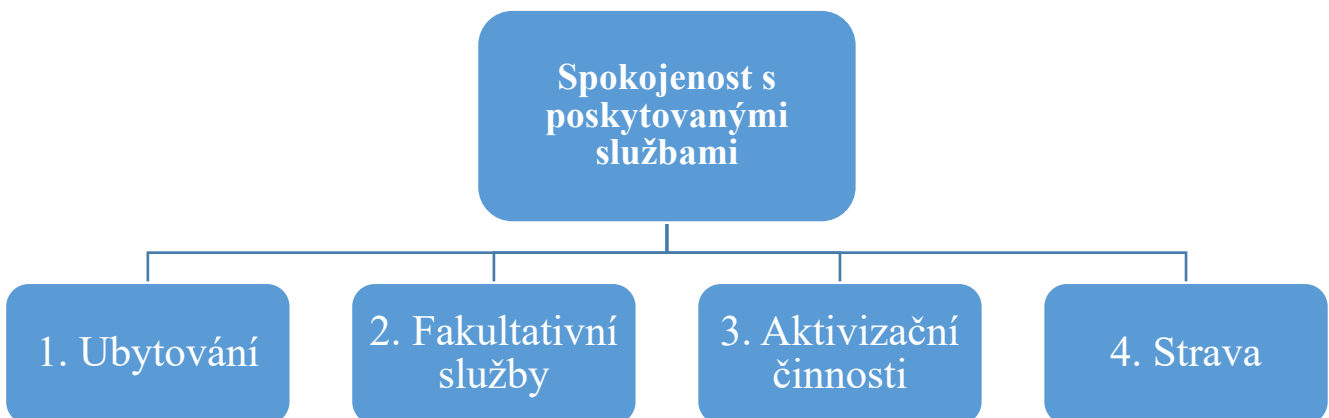 Spokojenost s
poskytovanými
službami
1. Ubytování
2. Fakultativní
služby
3. Aktivizační
činnosti
4. Strava